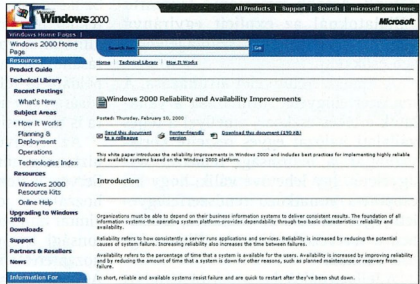 All Products | Support | Search | microsoft.com Home
Windows 2000
Microsoft
Windows Home Pages |
Windows 2000 Home
Page
Resources
Product Guide
Technical Library
Recent Postings
What's New
Subject Areas
How It Works
Planning &
Deployment
Operations
Technologies Index
Resources
Windows 2000
Resource Kits
Online Help
Upgrading to Windows
2000
Downloads
Support
Partners & Resellers
News
Information For
Search for:
Go
Home | Technical Library | How It Works
Windows 2000 Reliability and Availability Improvements
Posted: Thursday, February 10, 2000
Send this document
to a colleague
Printer-friendly
version
Download this document (190 KB)
This white paper introduces the reliability improvements in Windows 2000 and includes best practices for implementing highly reliable
and available systems based on the Windows 2000 platform.
Introduction
Organizations must be able to depend on their business information systems to deliver consistent results. The foundation of all
information systems-the operating system platform-provides dependability through two basic characteristics: reliability and
availability.
Reliability refers to how consistently a server runs applications and services. Reliability is increased by reducing the potential
causes of system failure. Increasing reliability also increases the time between failures.
Availability refers to the percentage of time that a system is available for the users. Availability is increased by improving reliability
and by reducing the amount of time that a system is down for other reasons, such as planned maintenance or recovery from
failure.
In short, reliable and available systems resist failure and are quick to restart after they've been shut down.